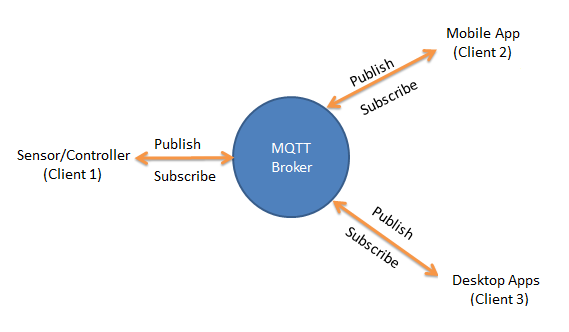 Mobile App
(Client 2)
Publish
Subscribe
MQTT
Broker
Publish
Subscribe
Sensor/Controller
(Client 1)
Publish
Subscribe
Desktop Apps
(Client 3)